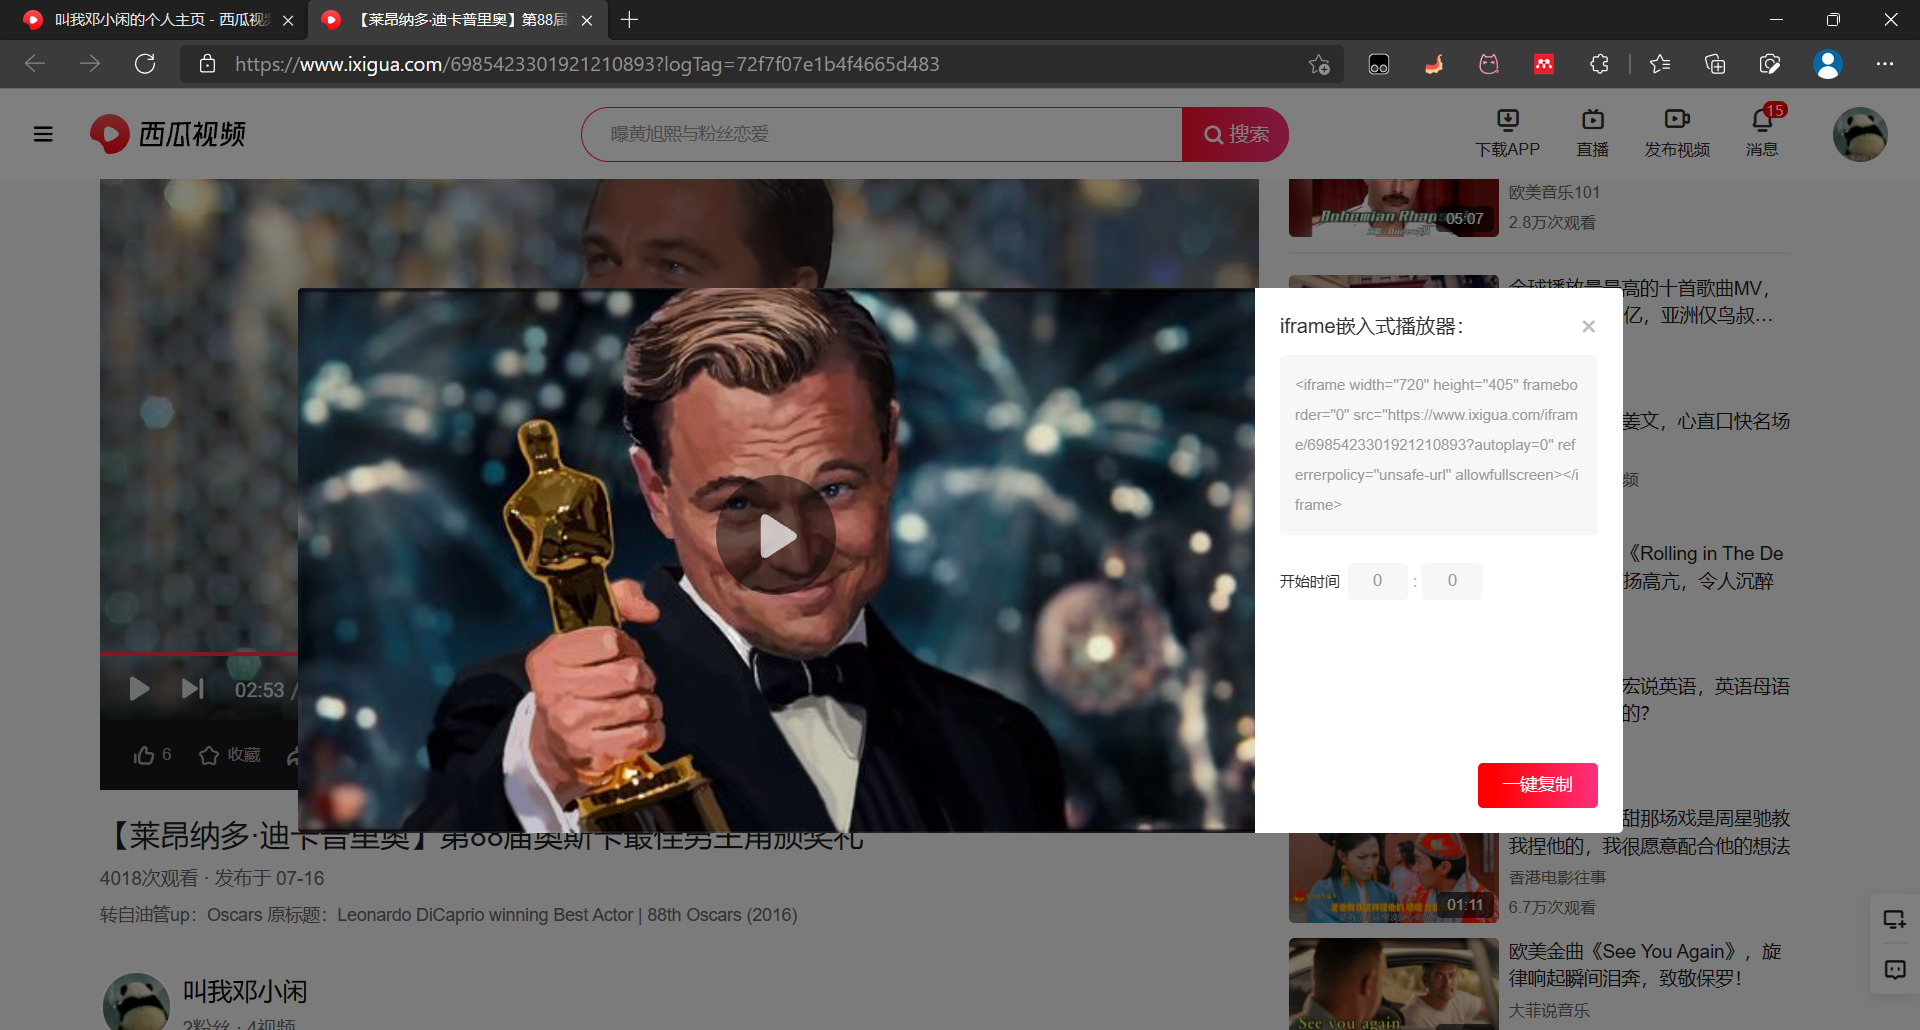 叫我邓小闲的个人主页 - 西瓜视
【莱昂纳多·迪卡普里奥】第88届
https://www.ixigua.com/6985423301921210893?logTag=72f7f07e1b4f4665d483
西瓜视频
曝黄旭熙与粉丝恋爱
搜索
下载APP
直播
发布视频
15
消息
Bohemian Rhap
05:07
欧美音乐101
2.8万次观看
高的十首歌曲MV，
亿，亚洲仅鸟叔...
姜文，心直口快名场
频
《Rolling in The De
扬高亢，令人沉醉
宏说英语，英语母语
的?
甜那场戏是周星驰教
我捏他的，我很愿意配合他的想法
香港电影往事
6.7万次观看
01:11
欧美金曲《See You Again》，旋
律响起瞬间泪奔，致敬保罗！
大菲说音乐
See you again
iframe嵌入式播放器：
<iframe width="720" height="405" framebo
rder="0" src="https://www.ixigua.com/ifram
e/6985423301921210893?autoplay=0" ref
errerpolicy="unsafe-url" allowfullscreen></i
frame>
开始时间 0 : 0
一键复制
02:53 /
6
收藏
【莱昂纳多·迪卡普里奥】第88届奥斯卡最佳男主角颁奖礼
4018次观看 · 发布于 07-16
转自油管up：Oscars 原标题：Leonardo DiCaprio winning Best Actor | 88th Oscars (2016)
叫我邓小闲
2粉丝 · 4视频